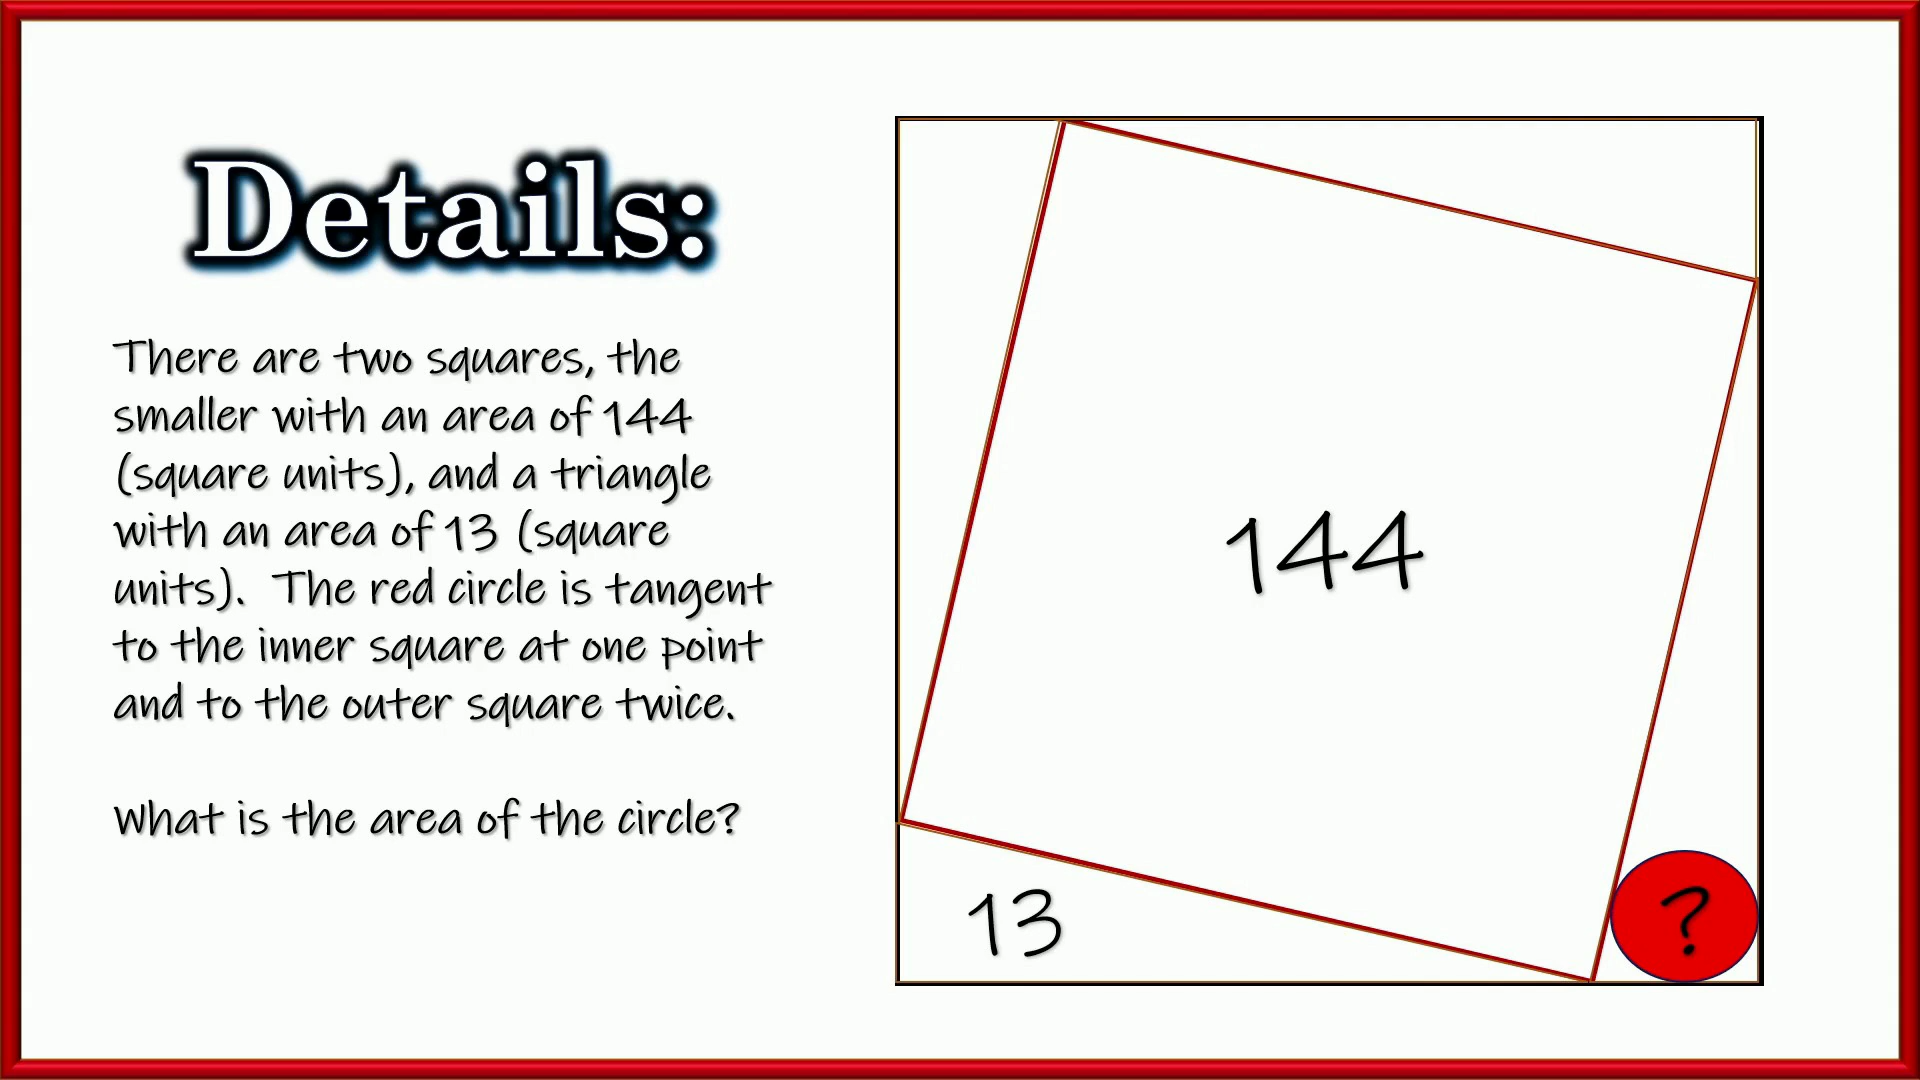 Details:
There are two squares, the
smaller with an area of 144
(square units), and a triangle
with an area of 13 (square
units). The red circle is tangent
to the inner square at one point
and to the outer square twice.
What is the area of the circle?
144
13
?